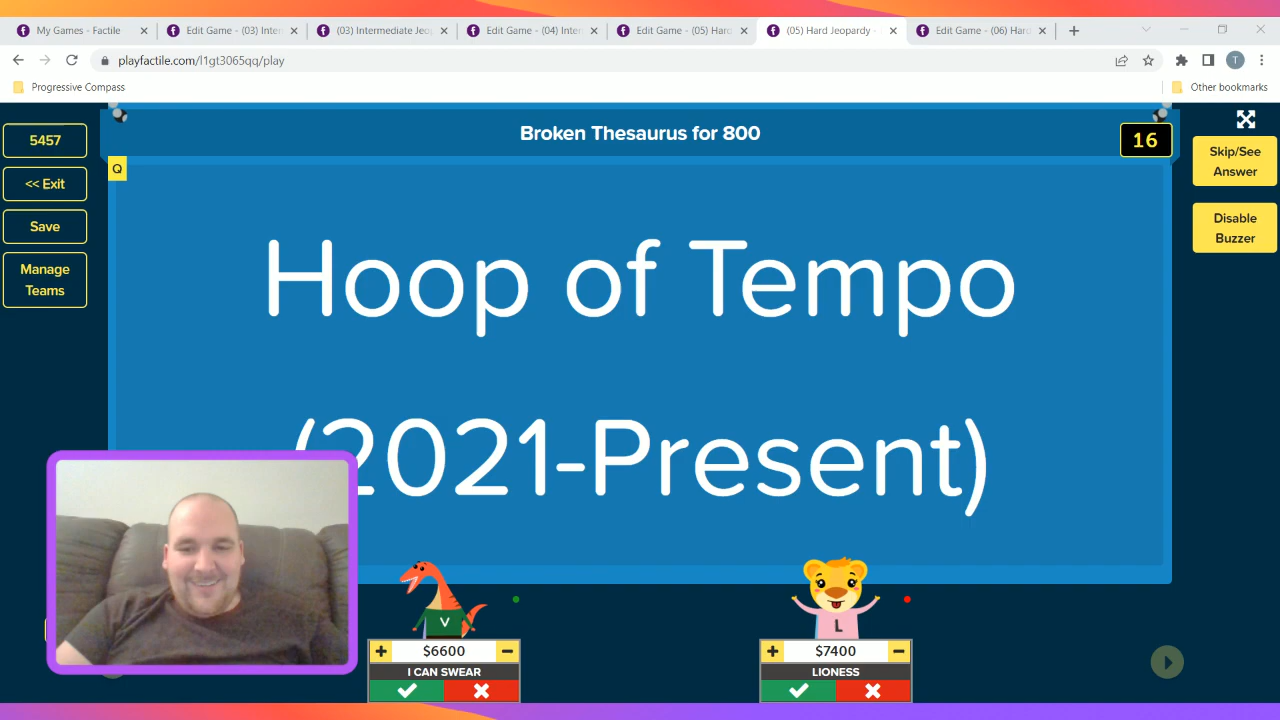 My Games - Factile
Edit Game - (03) Inter
(03) Intermediate Jeo
Edit Game - (04) Inter
Edit Game - (05) Hard
(05) Hard Jeopardy -
Edit Game - (06) Hard
playfactile.com/l1gt3065qq/play
T
Progressive Compass
Other bookmarks
5457
<< Exit
Save
Manage
Teams
Broken Thesaurus for 800
16
Skip/See
Answer
Disable
Buzzer
Q
Hoop of Tempo
(2021-Present)
V
L
+ $6600 −
I CAN SWEAR
+ $7400 −
LIONESS